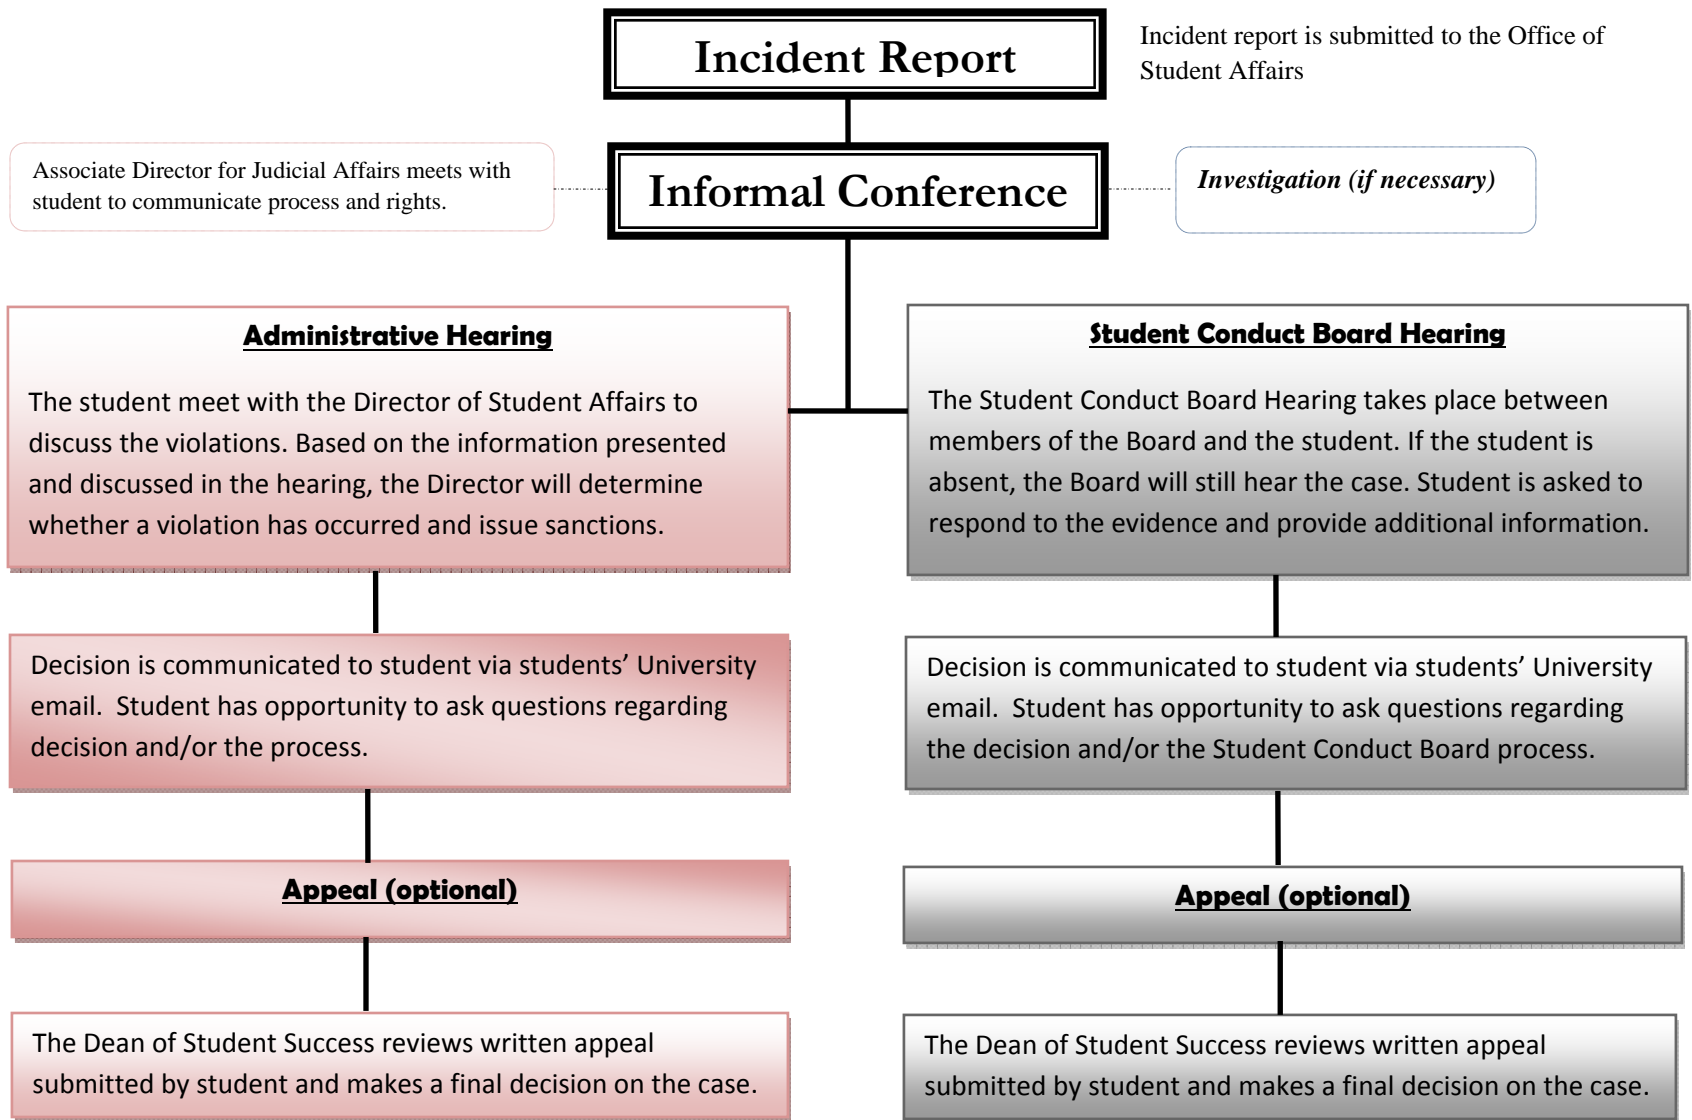 Incident Report
Incident report is submitted to the Office of
Student Affairs
Associate Director for Judicial Affairs meets with
student to communicate process and rights.
Informal Conference
Investigation (if necessary)
Administrative Hearing
The student meet with the Director of Student Affairs to
discuss the violations. Based on the information presented
and discussed in the hearing, the Director will determine
whether a violation has occurred and issue sanctions.
Student Conduct Board Hearing
The Student Conduct Board Hearing takes place between
members of the Board and the student. If the student is
absent, the Board will still hear the case. Student is asked to
respond to the evidence and provide additional information.
Decision is communicated to student via students’ University
email.  Student has opportunity to ask questions regarding
decision and/or the process.
Decision is communicated to student via students’ University
email.  Student has opportunity to ask questions regarding
the decision and/or the Student Conduct Board process.
Appeal (optional)
Appeal (optional)
The Dean of Student Success reviews written appeal
submitted by student and makes a final decision on the case.
The Dean of Student Success reviews written appeal
submitted by student and makes a final decision on the case.